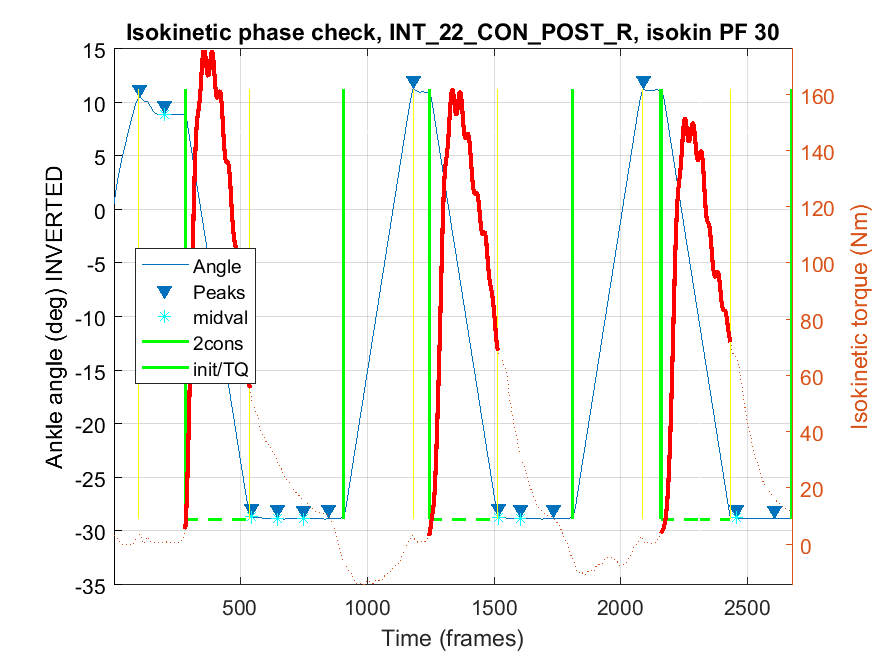 Isokinetic phase check, INT_22_CON_POST_R, isokin PF 30
15
10
5
0
-5
-10
-15
-20
-25
-30
-35
Ankle angle (deg) INVERTED
Angle
Peaks
midval
2cons
init/TQ
160
140
120
100
80
60
40
20
0
Isokinetic torque (Nm)
500
1000
1500
2000
2500
Time (frames)